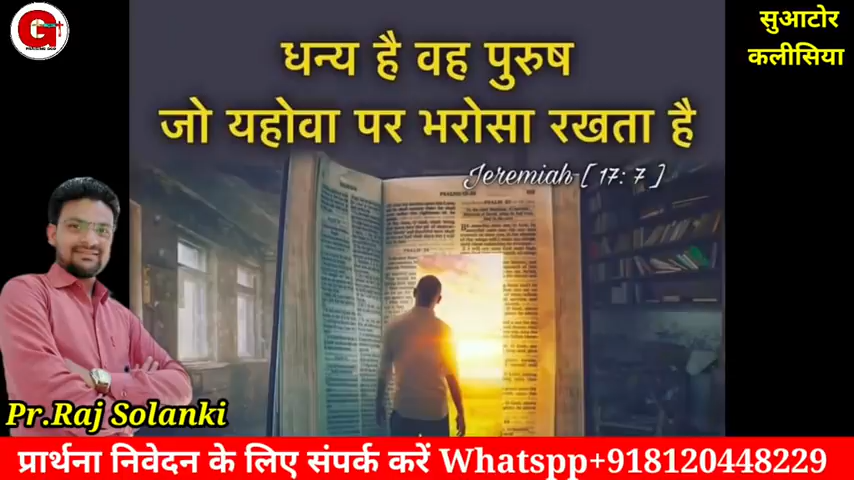 सुआटोर
कलीसिया
धन्य है वह पुरुष
जो यहोवा पर भरोसा रखता है
Jeremiah [ 17: 7 ]
Pr.Raj Solanki
प्रार्थना निवेदन के लिए संपर्क करें Whatspp+918120448229